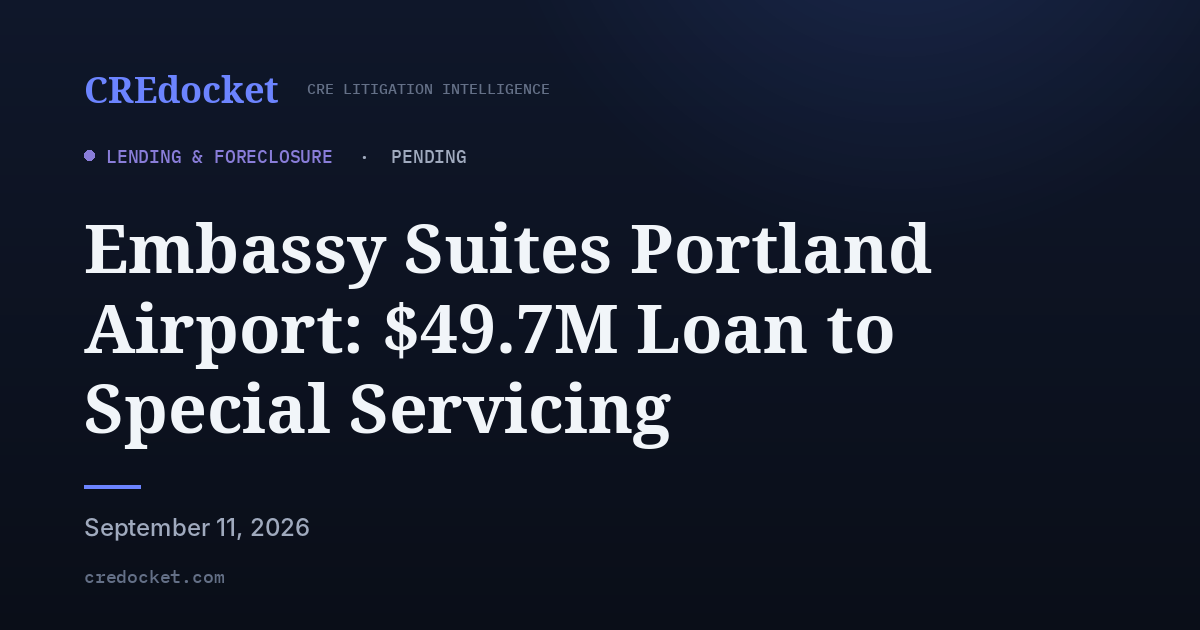 CREdocket CRE LITIGATION INTELLIGENCE
LENDING & FORECLOSURE · PENDING
Embassy Suites Portland
Airport: $49.7M Loan to
Special Servicing
September 11, 2026
credocket.com